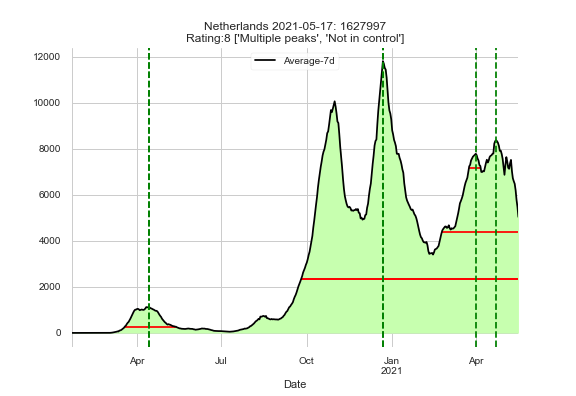 Netherlands 2021-05-17: 1627997
Rating:8 ['Multiple peaks', 'Not in control']
Average-7d
12000
10000
8000
6000
4000
2000
0
Apr Jul Oct Jan Apr
2021
Date